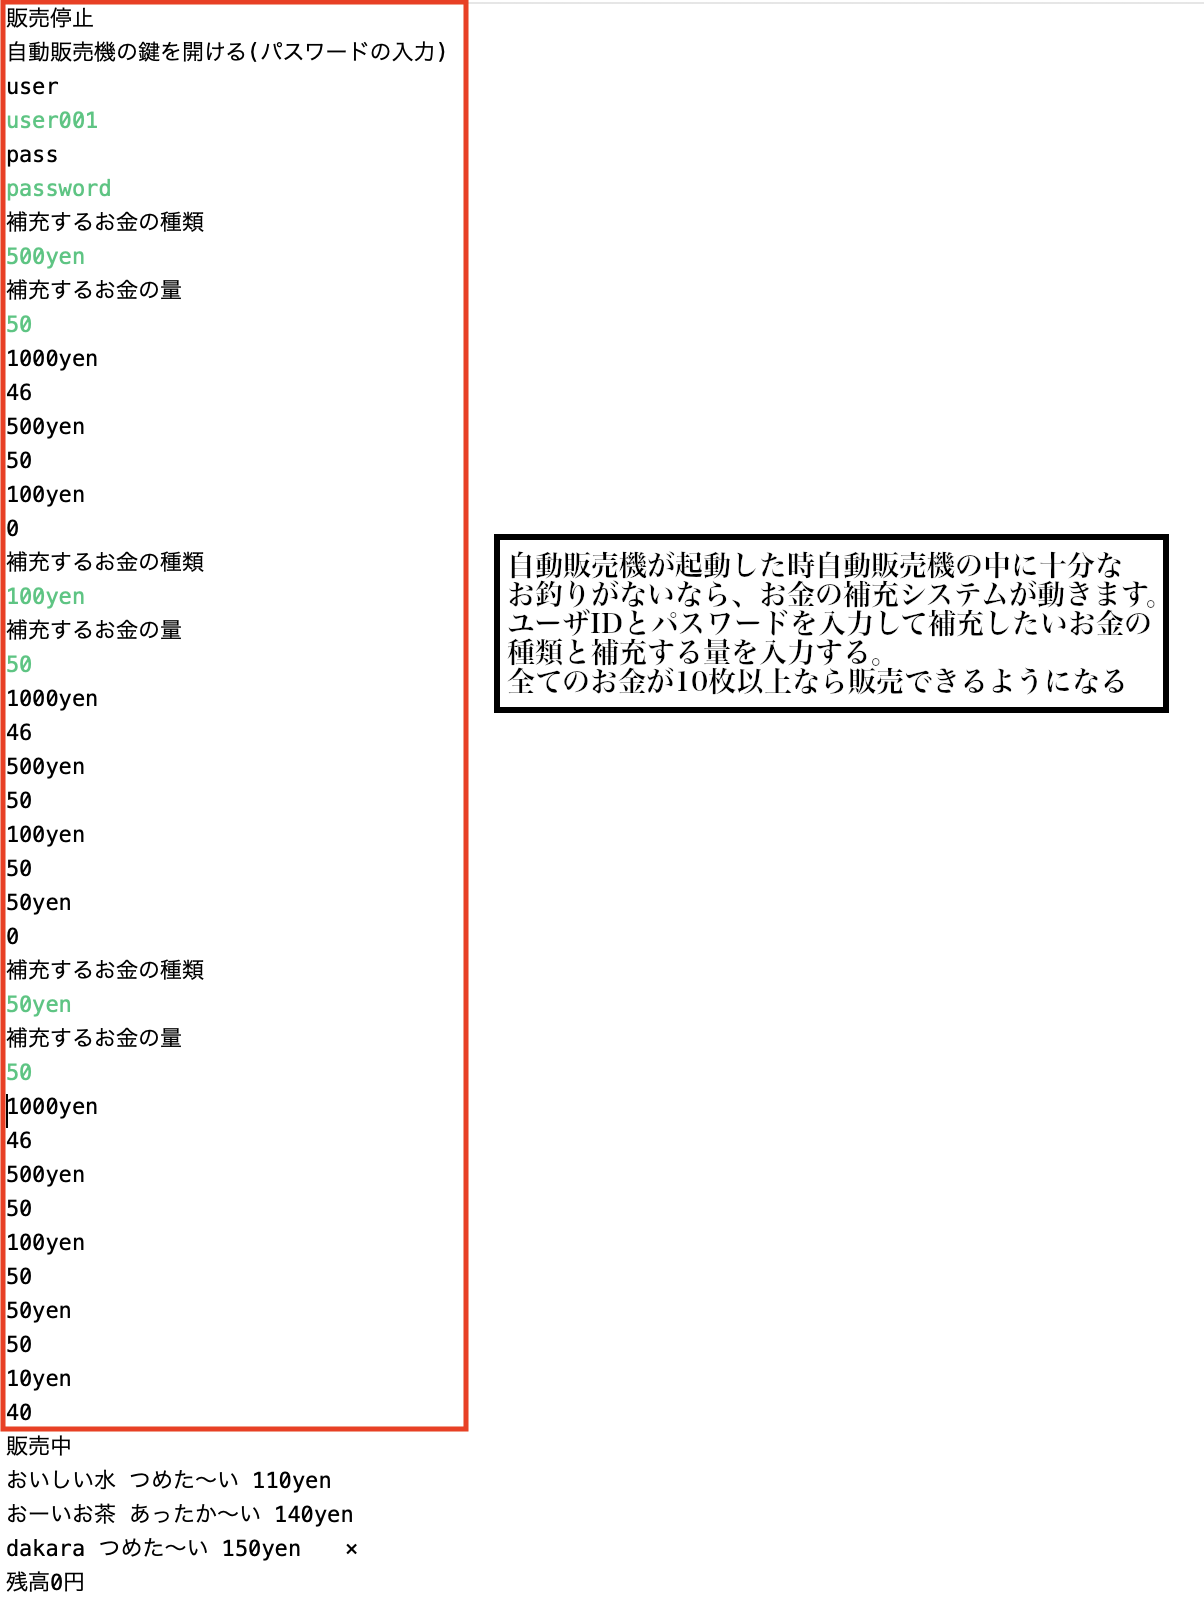 販売停止
自動販売機の鍵を開ける(パスワードの入力)
user
user001
pass
password
補充するお金の種類
500yen
補充するお金の量
50
1000yen
46
500yen
50
100yen
0
補充するお金の種類
100yen
補充するお金の量
50
1000yen
46
500yen
50
100yen
50
50yen
0
補充するお金の種類
50yen
補充するお金の量
50
1000yen
46
500yen
50
100yen
50
50yen
50
10yen
40
販売中
おいしい水 つめた〜い 110yen
おーいお茶 あったか〜い 140yen
dakara つめた〜い 150yen ×
残高0円
自動販売機が起動した時自動販売機の中に十分な
お釣りがないなら、お金の補充システムが動きます。
ユーザIDとパスワードを入力して補充したいお金の
種類と補充する量を入力する。
全てのお金が10枚以上なら販売できるようになる